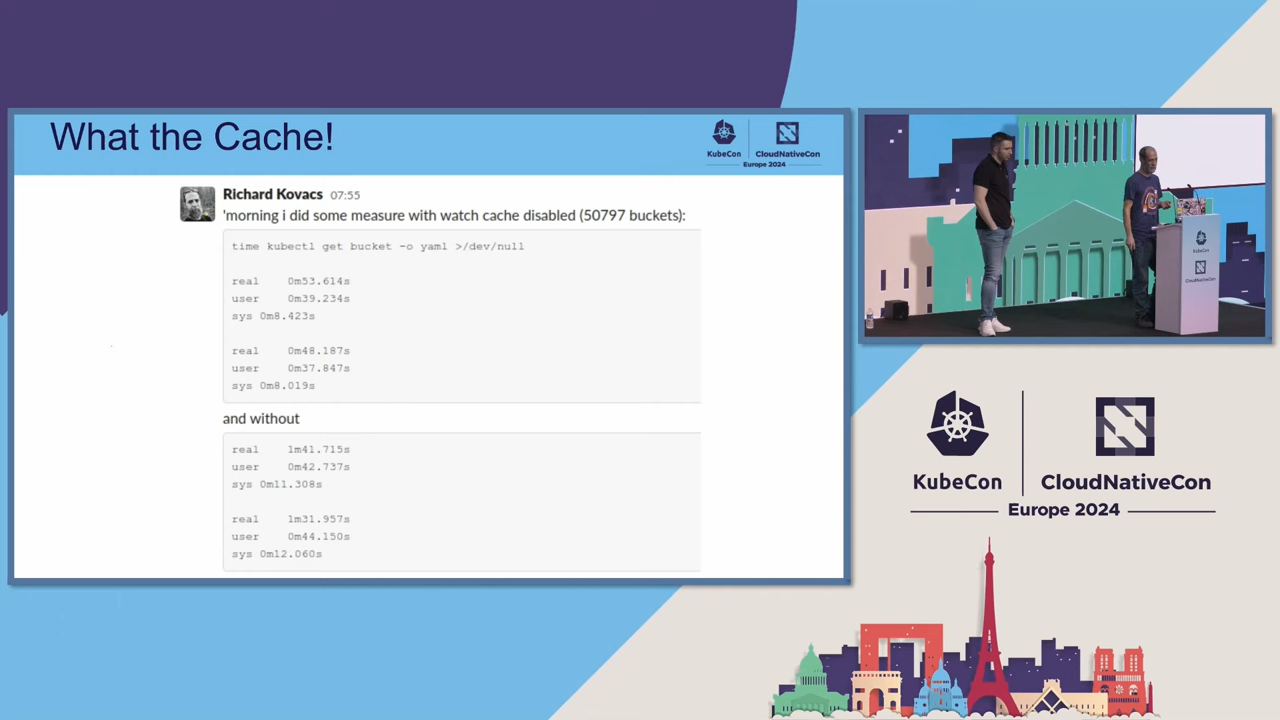 What the Cache!
KubeCon
CloudNativeCon
Europe 2024
Richard Kovacs 07:55
'morning i did some measure with watch cache disabled (50797 buckets):
time kubectl get bucket -o yaml >/dev/null
real 0m53.614s
user 0m39.234s
sys 0m8.423s
real 0m48.187s
user 0m37.847s
sys 0m8.019s
and without
real 1m41.715s
user 0m42.737s
sys 0m11.308s
real 1m31.957s
user 0m44.150s
sys 0m12.060s
KubeCon
CloudNativeCon
KubeCon
CloudNativeCon
Europe 2024